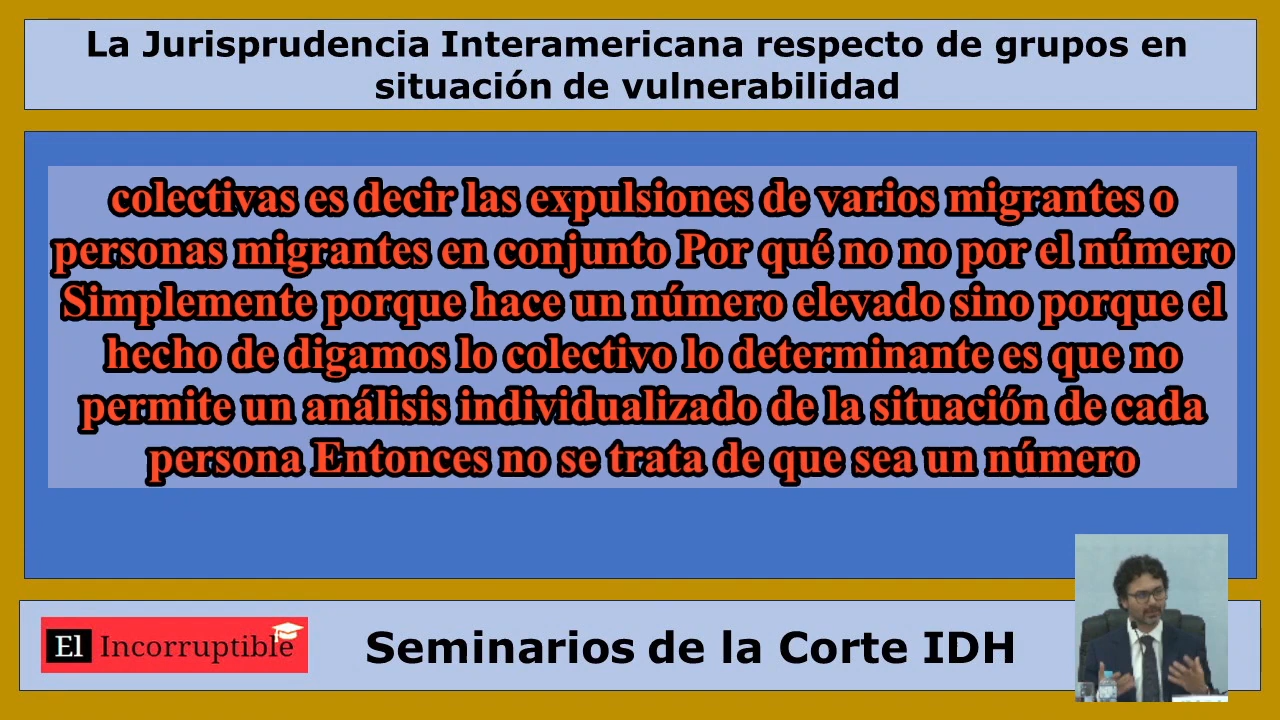 La Jurisprudencia Interamericana respecto de grupos en
situación de vulnerabilidad
colectivas es decir las expulsiones de varios migrantes o
personas migrantes en conjunto Por qué no no por el número
Simplemente porque hace un número elevado sino porque el
hecho de digamos lo colectivo lo determinante es que no
permite un análisis individualizado de la situación de cada
persona Entonces no se trata de que sea un número
El Incorruptible
Seminarios de la Corte IDH